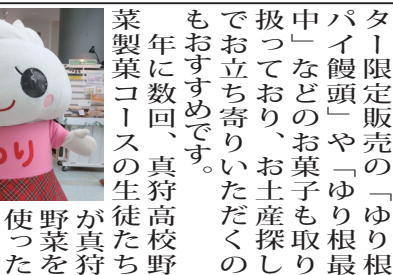 ター限定販売の「ゆり根
パイ饅頭」や「ゆり根最
中」などのお菓子も取り
扱っており、お土産探し
でお立ち寄りいただくの
もおすすめです。
年に数回、真狩高校野
菜製菓コースの生徒たち
が真狩
野菜を
使った
わり